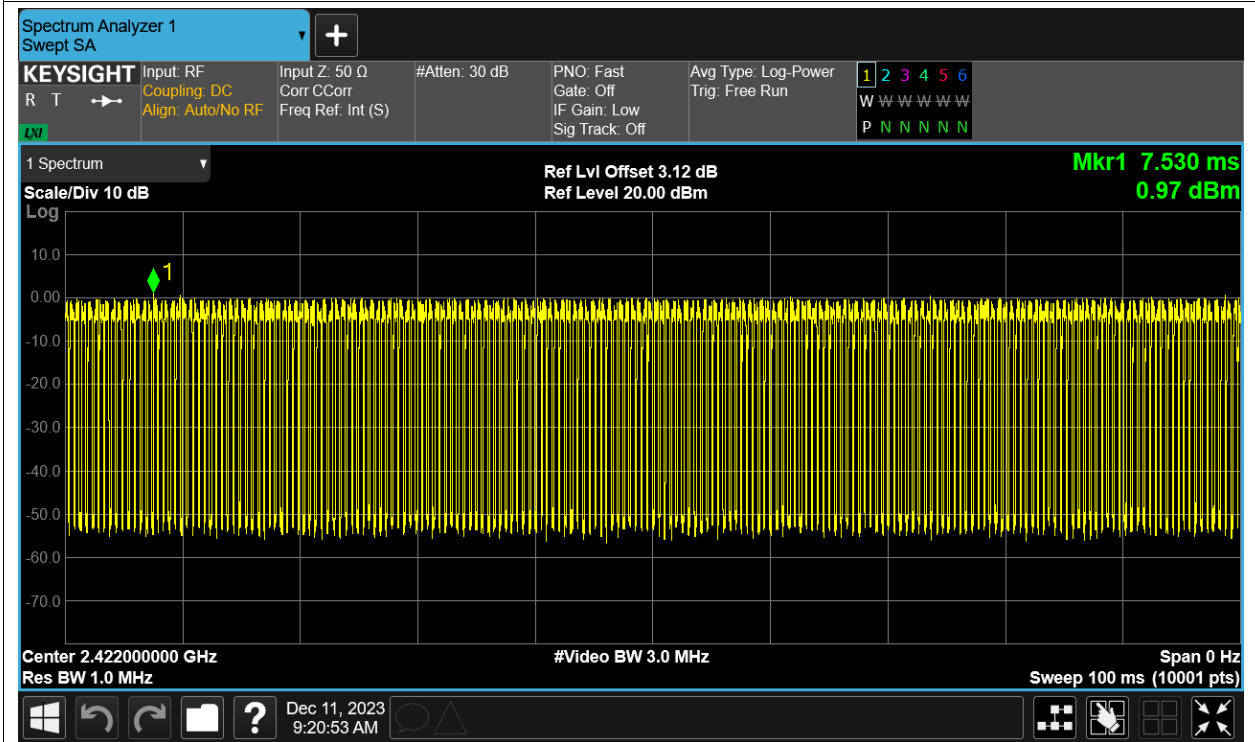 Spectrum Analyzer 1
Swept SA
+
KEYSIGHT
R T
LXI
Input: RF
Coupling: DC
Align: Auto/No RF
Input Z: 50 Ω
Corr CCorr
Freq Ref: Int (S)
#Atten: 30 dB
PNO: Fast
Gate: Off
IF Gain: Low
Sig Track: Off
Avg Type: Log-Power
Trig: Free Run
1 2 3 4 5 6
W W W W W W
P N N N N N
1 Spectrum
Scale/Div 10 dB
Log
Ref Lvl Offset 3.12 dB
Ref Level 20.00 dBm
Mkr1 7.530 ms
0.97 dBm
10.0
1
0.00
-10.0
-20.0
-30.0
-40.0
-50.0
-60.0
-70.0
Center 2.422000000 GHz
Res BW 1.0 MHz
#Video BW 3.0 MHz
Span 0 Hz
Sweep 100 ms (10001 pts)
?
Dec 11, 2023
9:20:53 AM